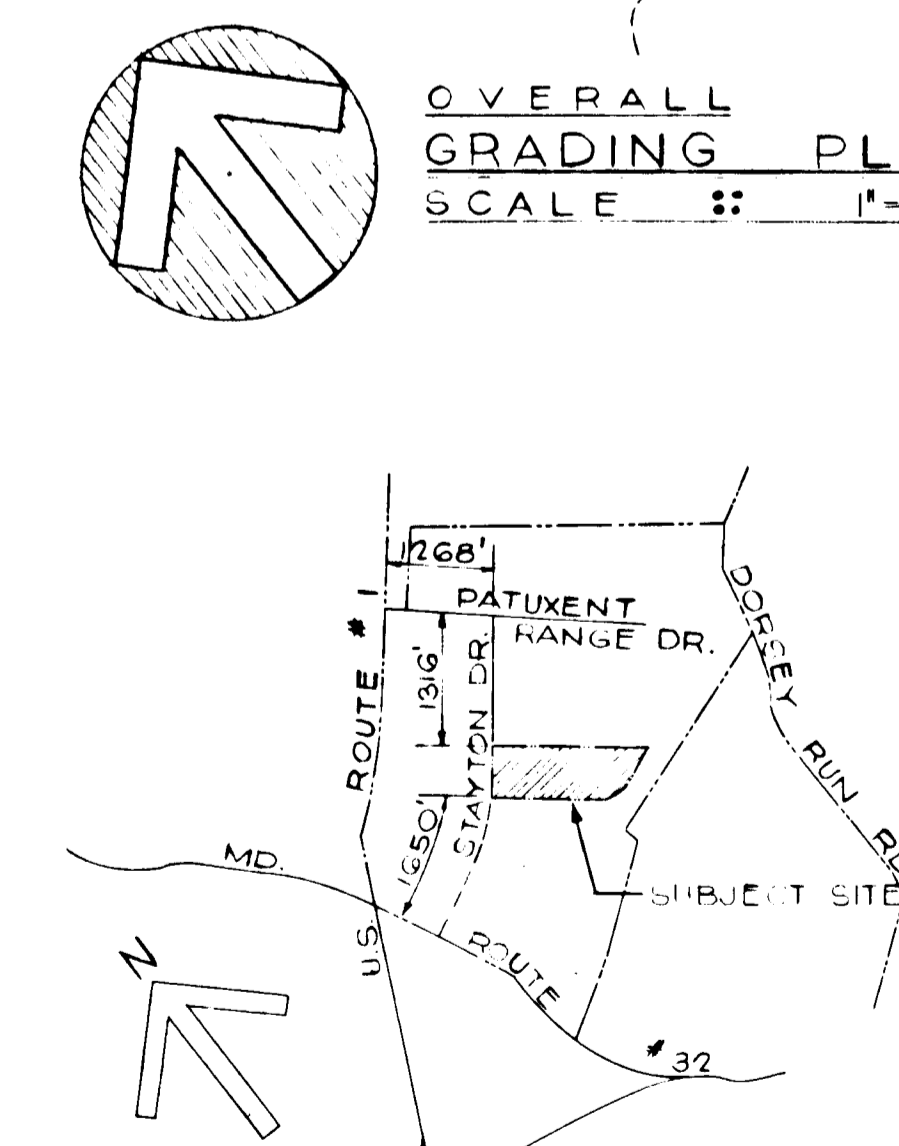 OVERALL
GRADING PL
SCALE :: 1"=
1268'
PATUXENT
RANGE DR.
DORSEY RUN
ROUTE # 1
1316'
STAYTON DR.
1650'
MD.
SUBJECT SITE
U.S.
ROUTE
# 32
N